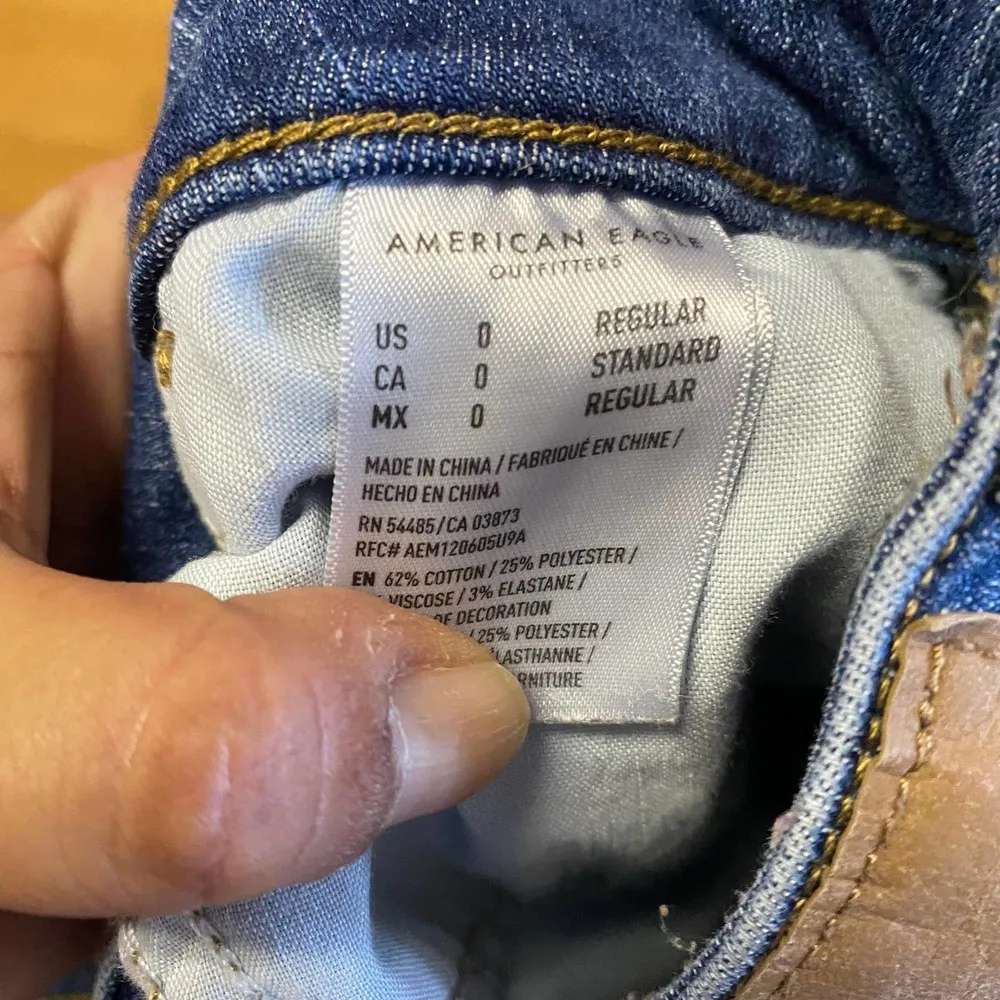 AMERICAN EAGLE
OUTFITTERS
US 0 REGULAR
CA 0 STANDARD
MX 0 REGULAR
MADE IN CHINA / FABRIQUÉ EN CHINE /
HECHO EN CHINA
RN 54485/CA 03873
RFC# AEM120605U9A
EN 62% COTTON / 25% POLYESTER /
VISCOSE / 3% ELASTANE /
OF DECORATION
/ 25% POLYESTER /
LASTHANNE /
RNITURE